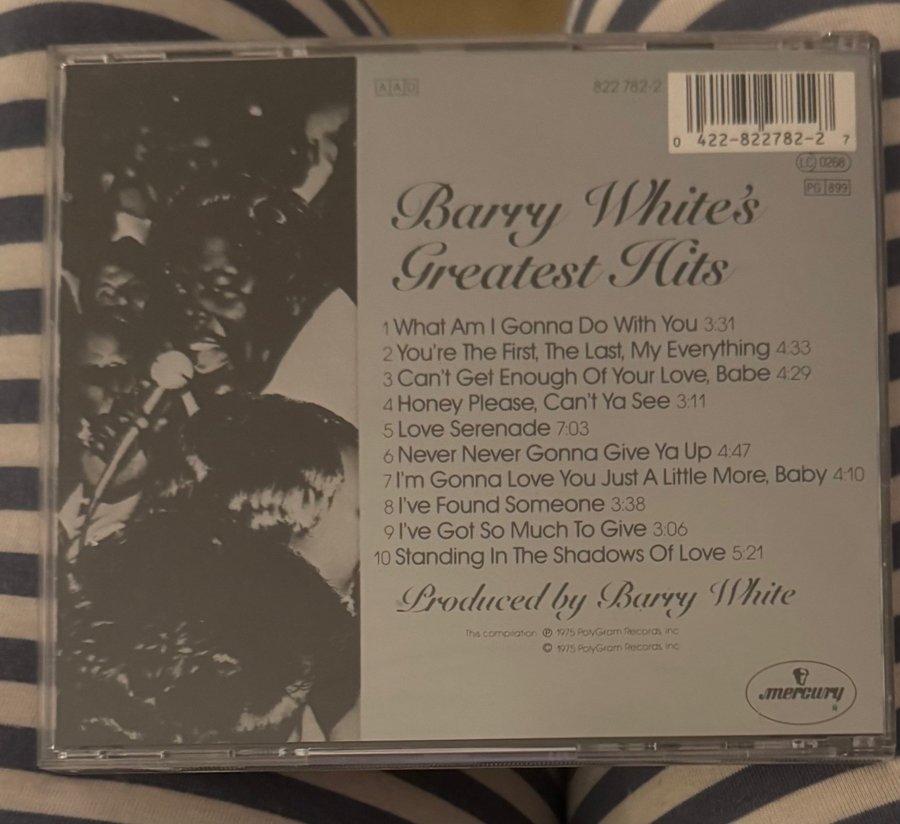 AAD
822 782-2
0 422-822782-2 7
LC 0268
PG 899
Barry White's
Greatest Hits
1 What Am I Gonna Do With You 3:31
2 You're The First, The Last, My Everything 4:33
3 Can't Get Enough Of Your Love, Babe 4:29
4 Honey Please, Can't Ya See 3:11
5 Love Serenade 7:03
6 Never Never Gonna Give Ya Up 4:47
7 I'm Gonna Love You Just A Little More, Baby 4:10
8 I've Found Someone 3:38
9 I've Got So Much To Give 3:06
10 Standing In The Shadows Of Love 5:21
Produced by Barry White
This compilation ℗ 1975 PolyGram Records, Inc
© 1975 PolyGram Records, Inc
mercury